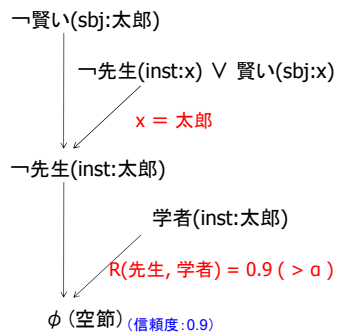 ¬賢い(sbj:太郎)
¬先生(inst:x) ∨ 賢い(sbj:x)
x = 太郎
¬先生(inst:太郎)
学者(inst:太郎)
R(先生, 学者) = 0.9 ( > α )
φ (空節) (信頼度:0.9)